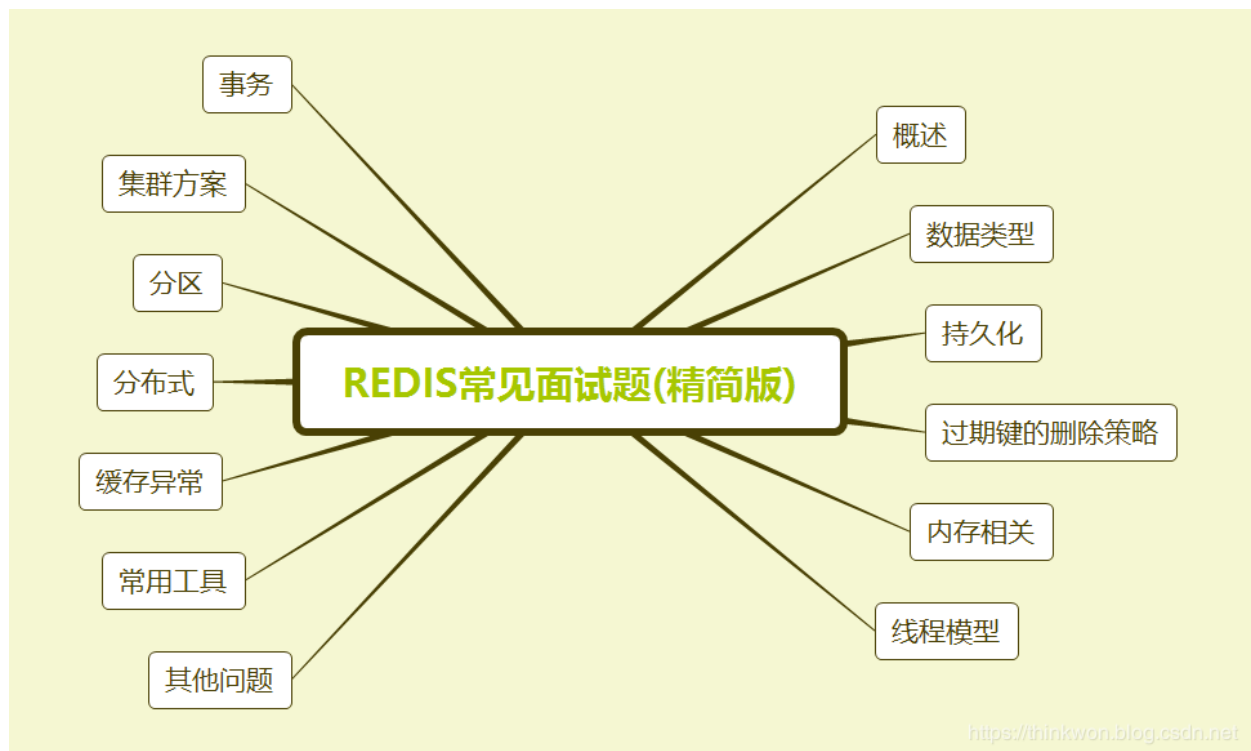 REDIS常见面试题(精简版)
概述
数据类型
持久化
过期键的删除策略
内存相关
线程模型
事务
集群方案
分区
分布式
缓存异常
常用工具
其他问题
https://thinkwon.blog.csdn.net